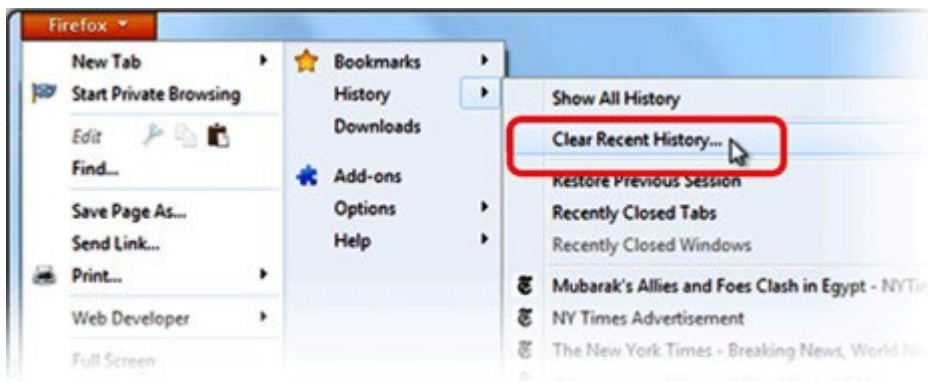 Firefox
New Tab
Start Private Browsing
Edit
Find...
Save Page As...
Send Link...
Print...
Web Developer
Full Screen
Bookmarks
History
Downloads
Add-ons
Options
Help
Show All History
Clear Recent History...
Restore Previous Session
Recently Closed Tabs
Recently Closed Windows
Mubarak's Allies and Foes Clash in Egypt - NYTim
NY Times Advertisement
The New York Times - Breaking News, World